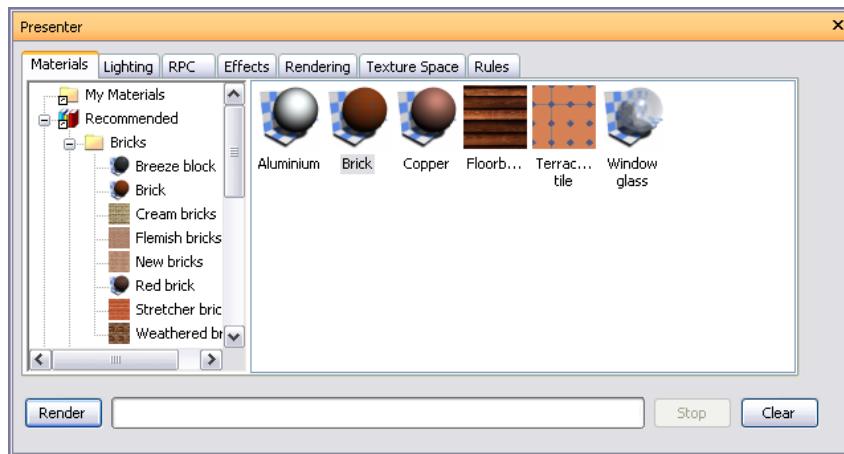 Presenter
Materials Lighting RPC Effects Rendering Texture Space Rules
My Materials
Recommended
Bricks
Breeze block
Brick
Cream bricks
Flemish bricks
New bricks
Red brick
Stretcher bric
Weathered br
Aluminium Brick Copper Floorb... Terrac... tile Window glass
Render Stop Clear